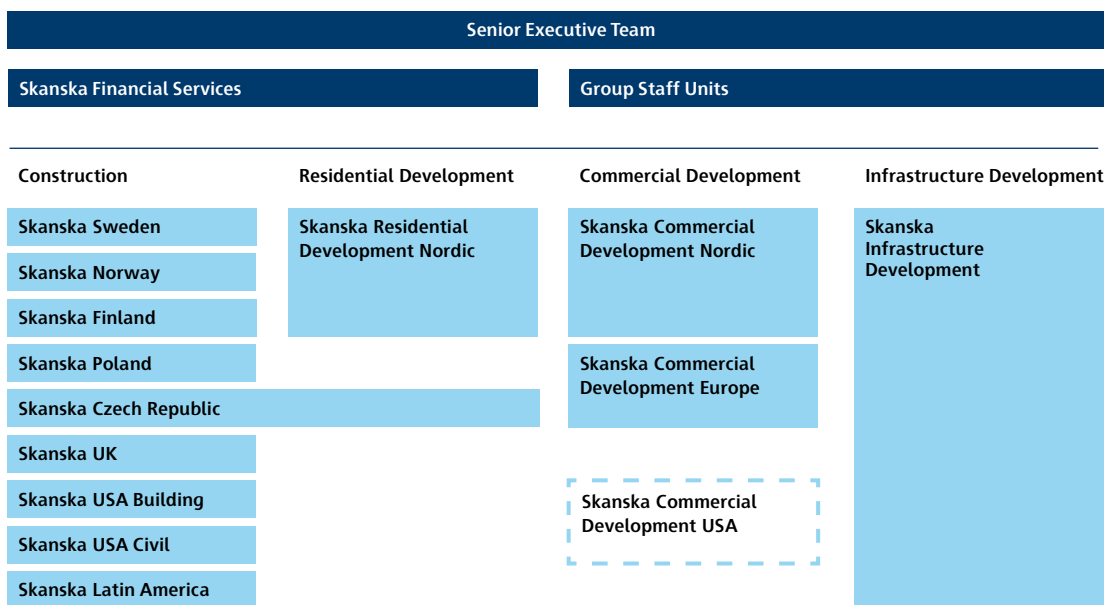 Senior Executive Team
Skanska Financial Services
Group Staff Units
Construction
Residential Development
Commercial Development
Infrastructure Development
Skanska Sweden
Skanska Norway
Skanska Finland
Skanska Poland
Skanska Czech Republic
Skanska UK
Skanska USA Building
Skanska USA Civil
Skanska Latin America
Skanska Residential
Development Nordic
Skanska Commercial
Development Nordic
Skanska Commercial
Development Europe
Skanska Commercial
Development USA
Skanska
Infrastructure
Development